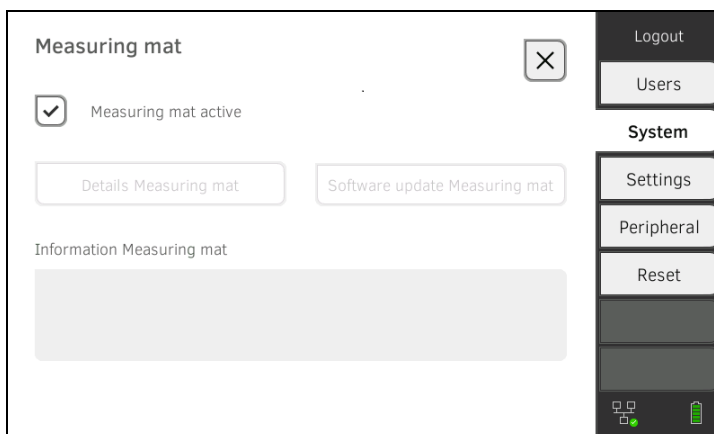 Measuring mat
Measuring mat active
Details Measuring mat
Software update Measuring mat
Information Measuring mat
Logout
Users
System
Settings
Peripheral
Reset